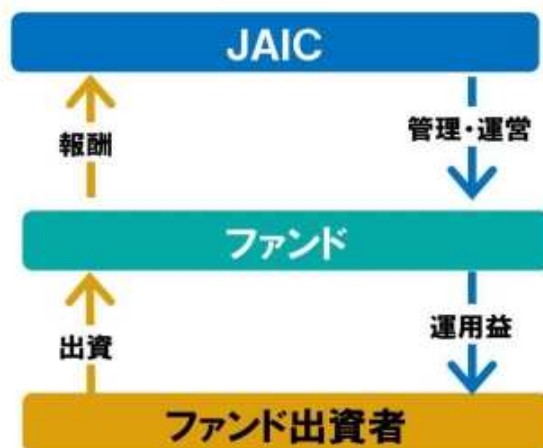 JAIC
報酬
管理・運営
ファンド
出資
運用益
ファンド出資者